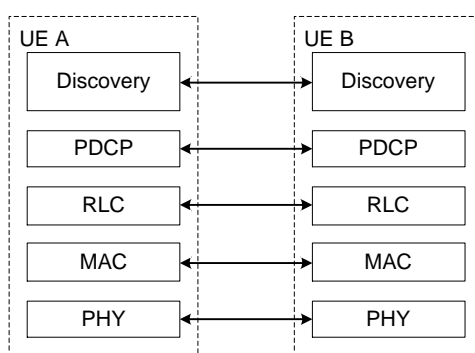 UE A
UE B
Discovery
Discovery
PDCP
PDCP
RLC
RLC
MAC
MAC
PHY
PHY